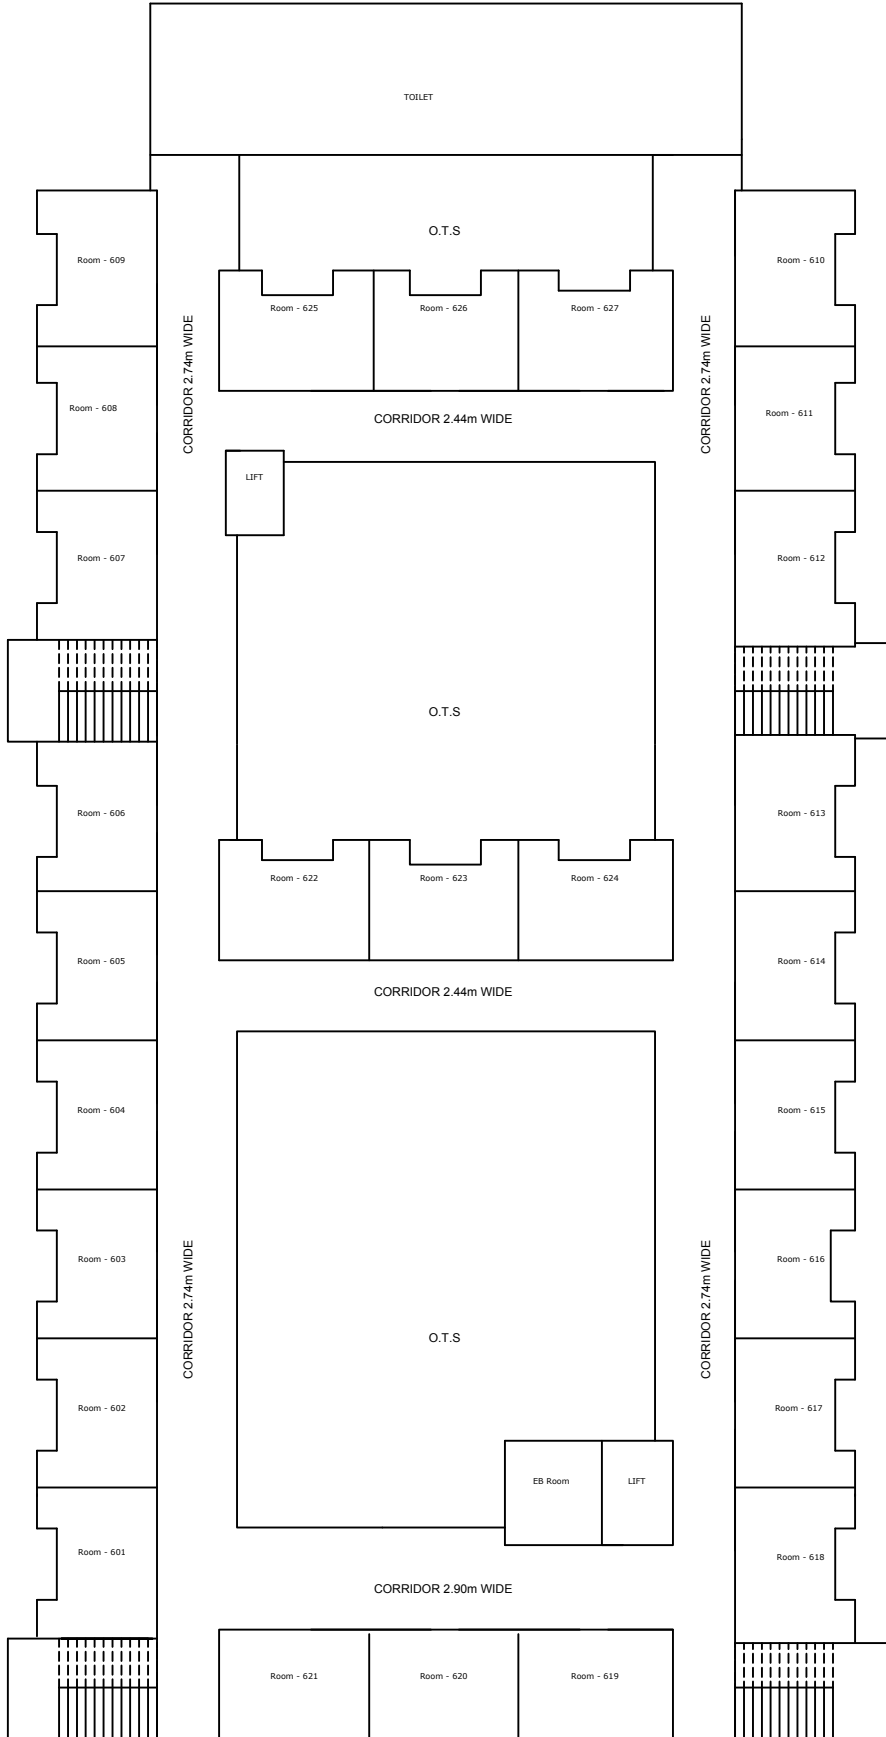 TOILET
O.T.S
Room - 609
Room - 610
Room - 625
Room - 626
Room - 627
CORRIDOR 2.74m WIDE
CORRIDOR 2.74m WIDE
Room - 608
Room - 611
CORRIDOR 2.44m WIDE
LIFT
Room - 607
Room - 612
O.T.S
Room - 606
Room - 613
Room - 622
Room - 623
Room - 624
Room - 605
Room - 614
CORRIDOR 2.44m WIDE
Room - 604
Room - 615
Room - 603
Room - 616
CORRIDOR 2.74m WIDE
CORRIDOR 2.74m WIDE
O.T.S
Room - 602
Room - 617
EB Room
LIFT
Room - 601
Room - 618
CORRIDOR 2.90m WIDE
Room - 621
Room - 620
Room - 619